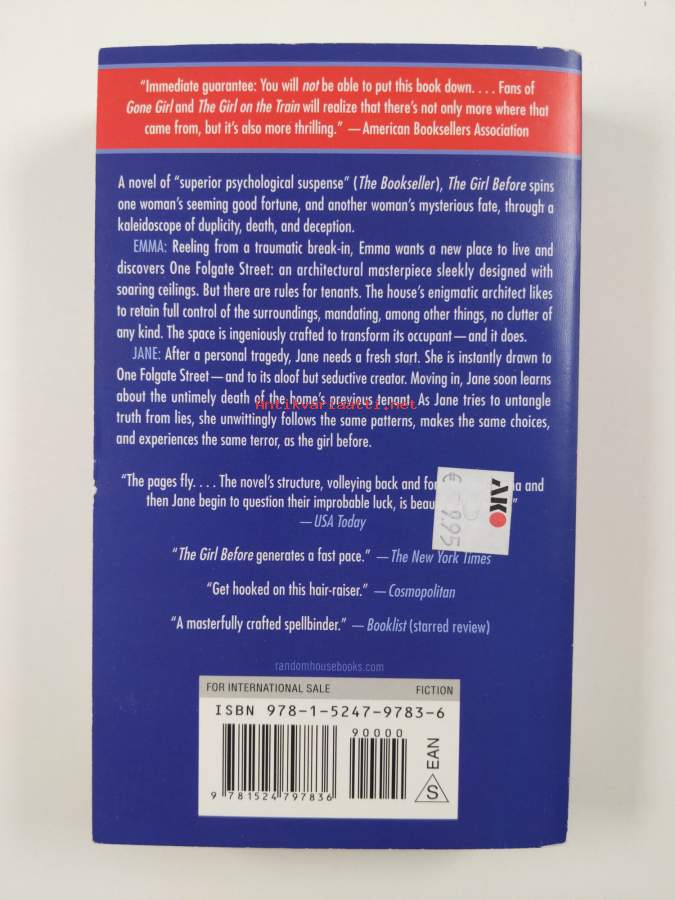 “Immediate guarantee: You will not be able to put this book down. . . . Fans of
Gone Girl and The Girl on the Train will realize that there’s not only more where that
came from, but it’s also more thrilling.” —American Booksellers Association
A novel of “superior psychological suspense” (The Bookseller), The Girl Before spins
one woman’s seeming good fortune, and another woman’s mysterious fate, through a
kaleidoscope of duplicity, death, and deception.
EMMA: Reeling from a traumatic break-in, Emma wants a new place to live and
discovers One Folgate Street: an architectural masterpiece sleekly designed with
soaring ceilings. But there are rules for tenants. The house’s enigmatic architect likes
to retain full control of the surroundings, mandating, among other things, no clutter of
any kind. The space is ingeniously crafted to transform its occupant—and it does.
JANE: After a personal tragedy, Jane needs a fresh start. She is instantly drawn to
One Folgate Street—and to its aloof but seductive creator. Moving in, Jane soon learns
about the untimely death of the home’s previous tenant. As Jane tries to untangle
Antikvariaatti.net
truth from lies, she unwittingly follows the same patterns, makes the same choices,
and experiences the same terror, as the girl before.
“The pages fly. . . . The novel’s structure, volleying back and and
then Jane begin to question their improbable luck, is
—USA Today
AKO
€ 9.95
“The Girl Before generates a fast pace.” —The New York Times
“Get hooked on this hair-raiser.” —Cosmopolitan
“A masterfully crafted spellbinder.” —Booklist (starred review)
randomhousebooks.com
FOR INTERNATIONAL SALE FICTION
ISBN 978-1-5247-9783-6
90000
EAN
S
9 781524 797836